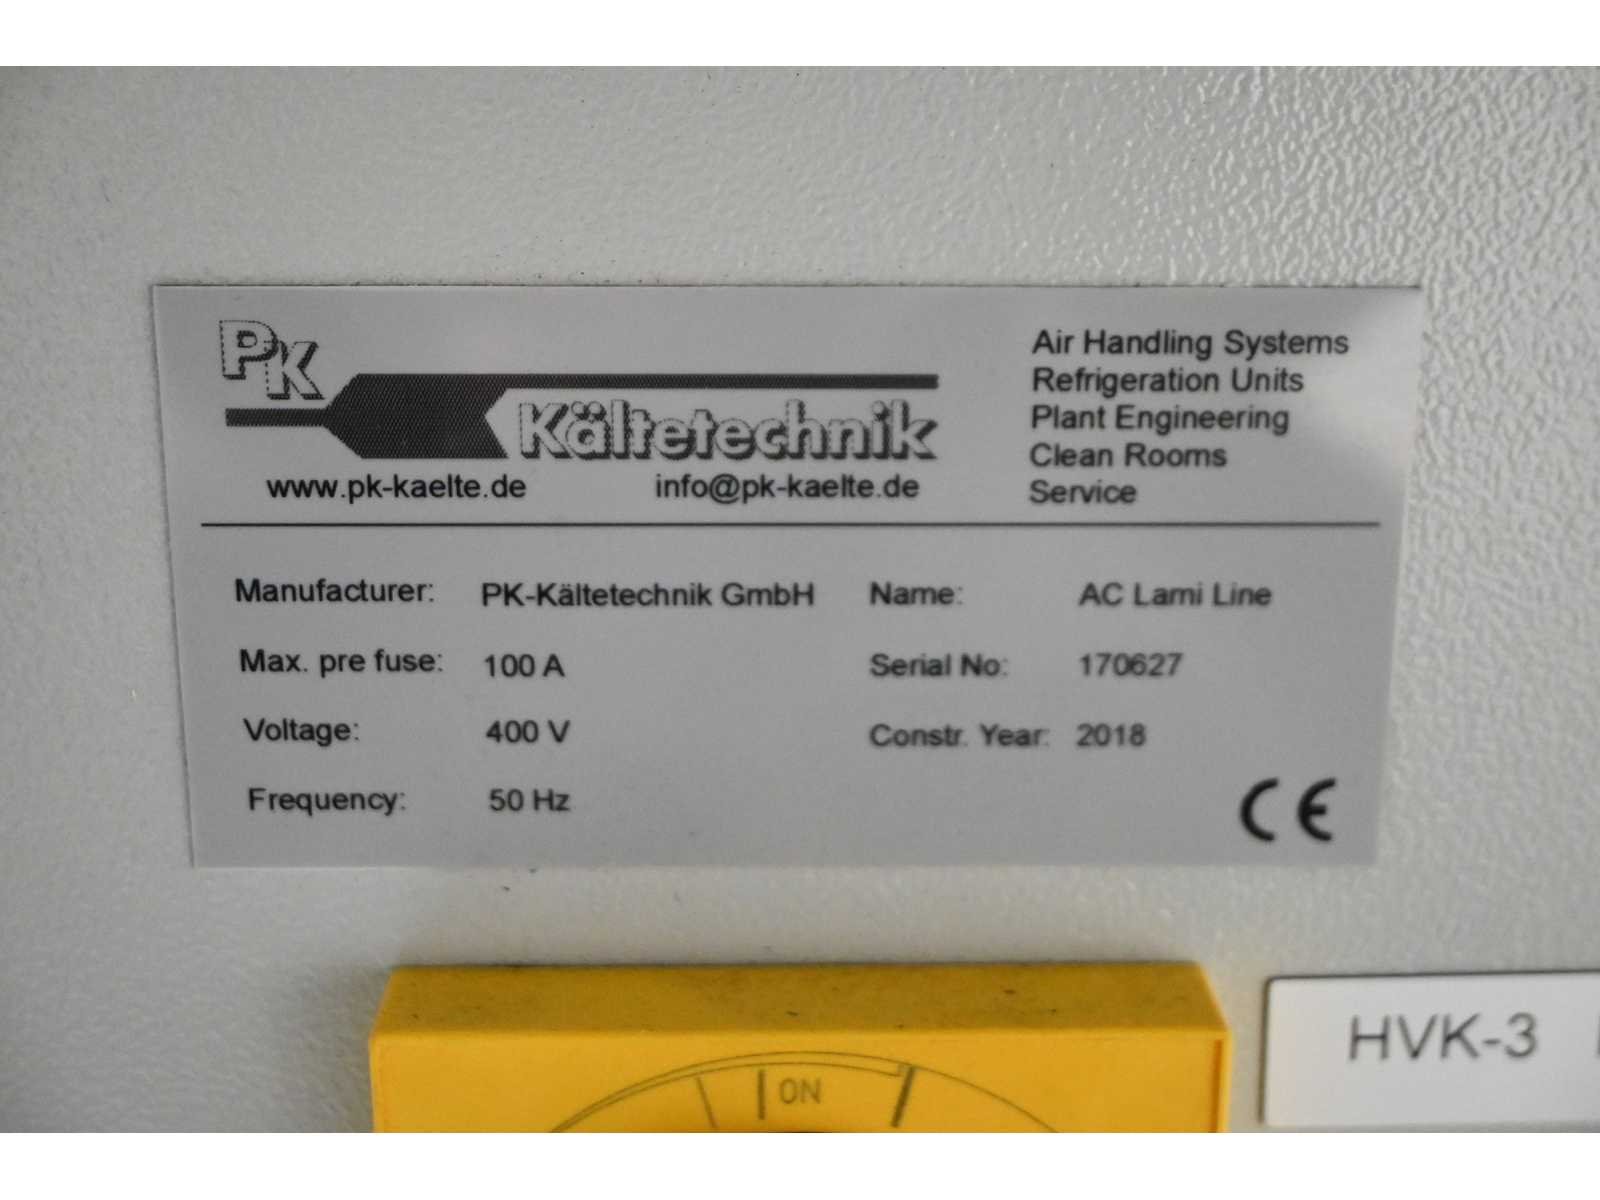 PK
Kältetechnik
www.pk-kaelte.de info@pk-kaelte.de
Air Handling Systems
Refrigeration Units
Plant Engineering
Clean Rooms
Service
Manufacturer: PK-Kältetechnik GmbH Name: AC Lami Line
Max. pre fuse: 100 A Serial No: 170627
Voltage: 400 V Constr. Year: 2018
Frequency: 50 Hz
CE
I ON
HVK-3